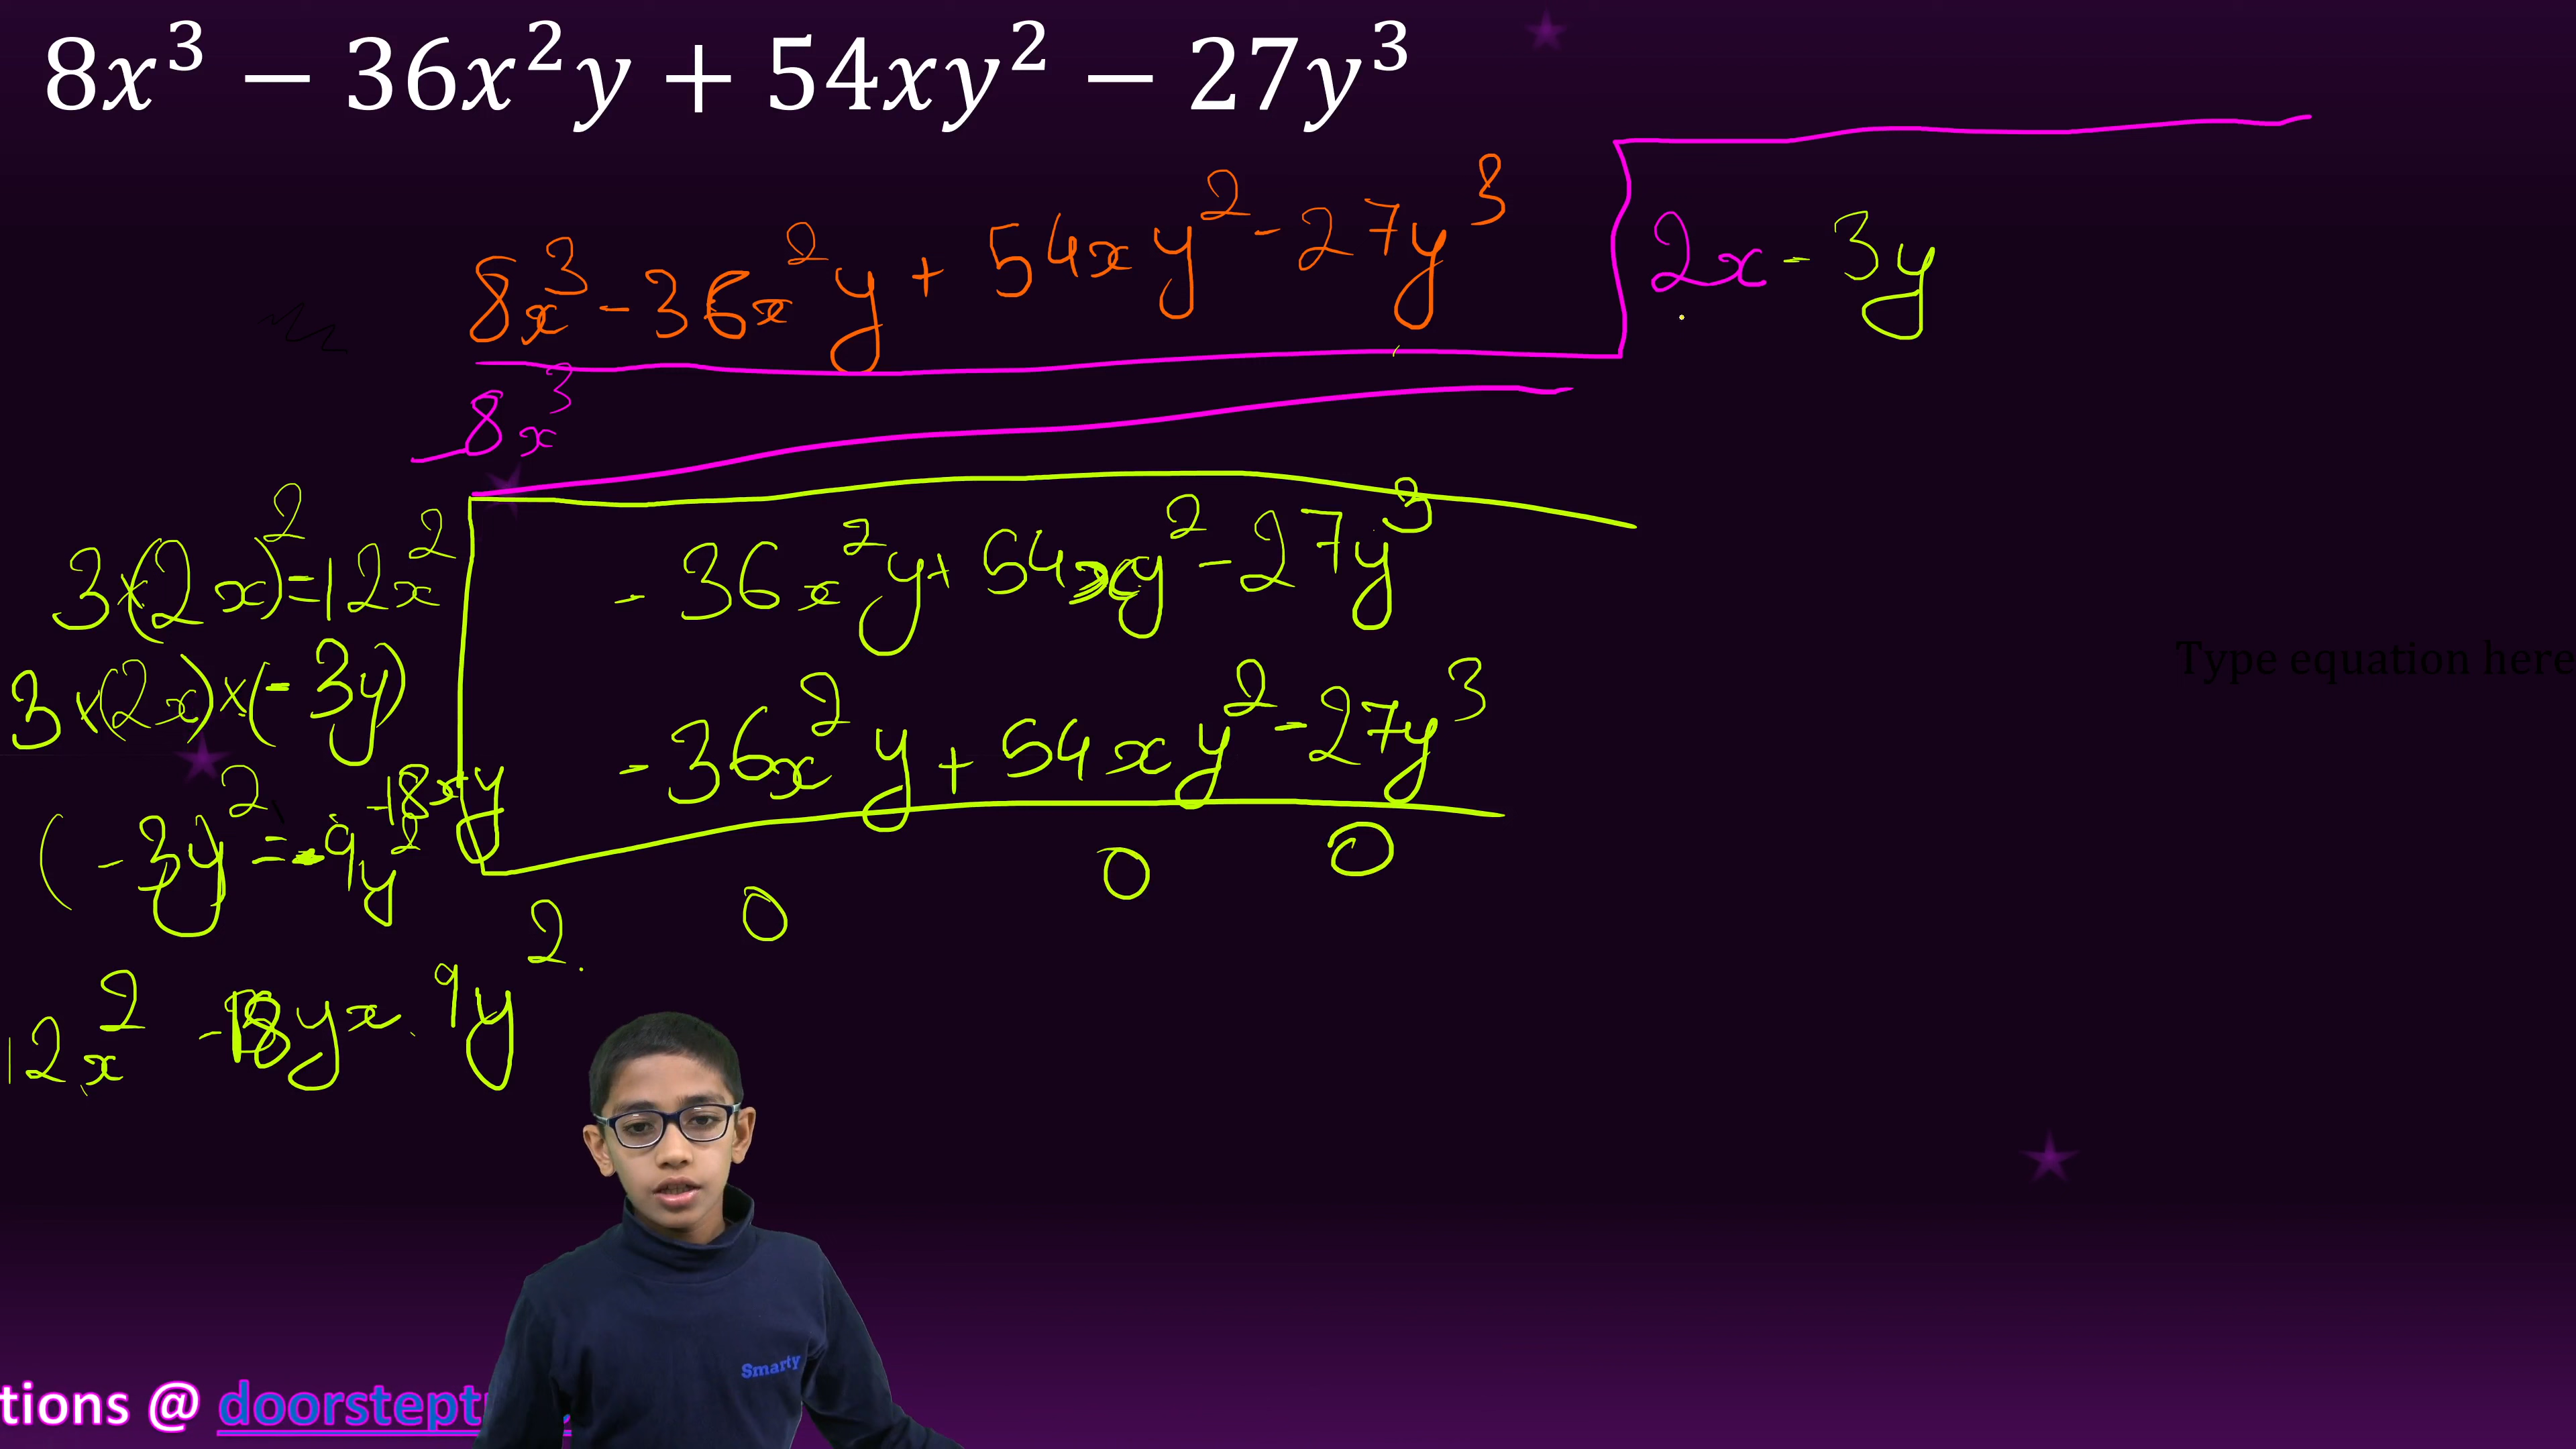 8x³ − 36x²y + 54xy² − 27y³
8x³ - 36x²y + 54xy² - 27y³
2x - 3y
8x³
3×(2x)² = 12x²
- 36x²y + 54xy² - 27y³
3×(2x)×(-3y)
-18xy
- 36x²y + 54xy² - 27y³
(-3y)² = 9y²
0 0 0
12x² -18yx 9y²
Type equation here
Smarty
tions @ doorstept